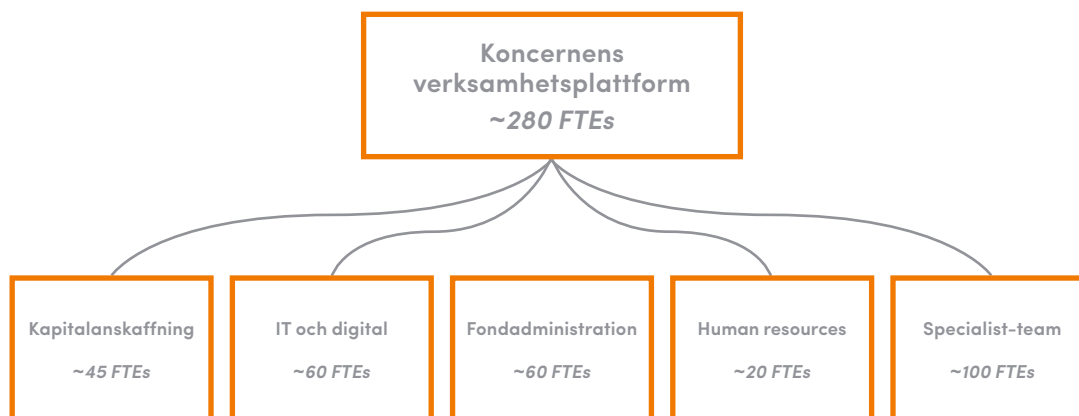 Koncernens
verksamhetsplattform
~280 FTEs
Kapitalanskaffning
~45 FTEs
IT och digital
~60 FTEs
Fondadministration
~60 FTEs
Human resources
~20 FTEs
Specialist-team
~100 FTEs